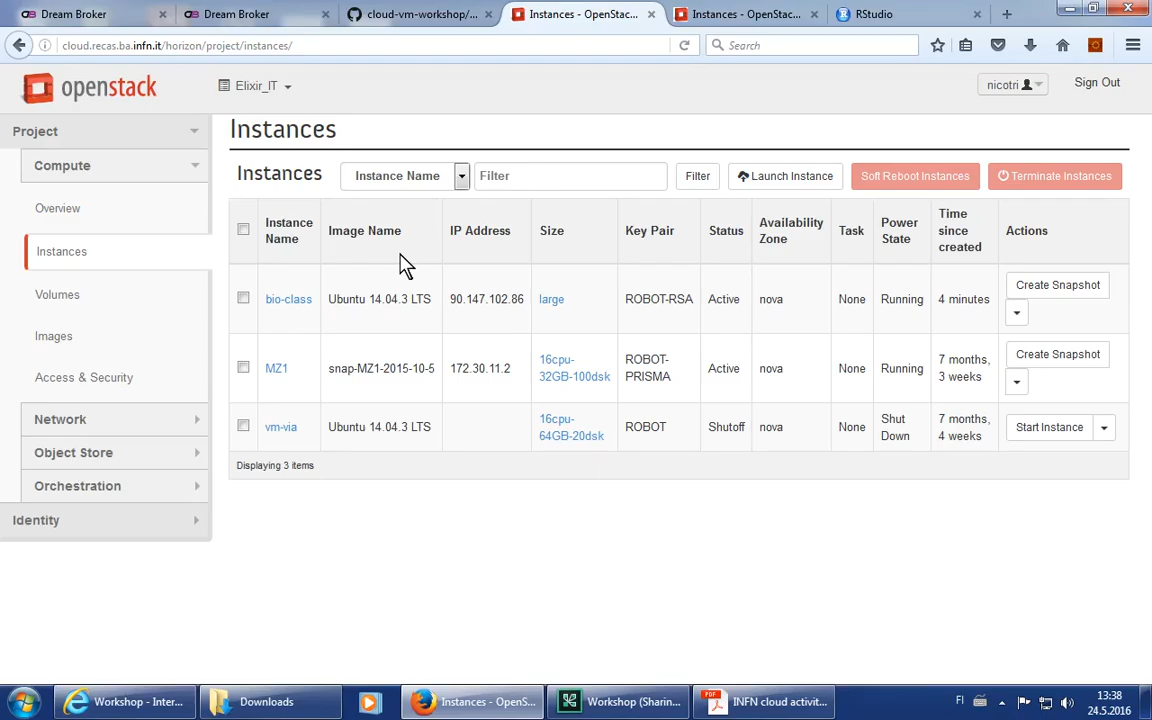 Dream Broker
Dream Broker
cloud-vm-workshop/...
Instances - OpenStac...
Instances - OpenStac...
RStudio
cloud.recas.ba.infn.it/horizon/project/instances/
Search
openstack
Elixir_IT
nicotri
Sign Out
Project
Compute
Overview
Instances
Volumes
Images
Access & Security
Network
Object Store
Orchestration
Identity
Instances
Instances
Instance Name
Filter
Filter
Launch Instance
Soft Reboot Instances
Terminate Instances
Instance Name Image Name IP Address Size Key Pair Status Availability Zone Task Power State Time since created Actions
bio-class Ubuntu 14.04.3 LTS 90.147.102.86 large ROBOT-RSA Active nova None Running 4 minutes Create Snapshot
MZ1 snap-MZ1-2015-10-5 172.30.11.2 16cpu-32GB-100dsk ROBOT-PRISMA Active nova None Running 7 months, 3 weeks Create Snapshot
vm-via Ubuntu 14.04.3 LTS 16cpu-64GB-20dsk ROBOT Shutoff nova None Shut Down 7 months, 4 weeks Start Instance
Displaying 3 items
Workshop - Inter...
Downloads
Instances - OpenS...
Workshop (Sharin...
PDF
INFN cloud activit...
FI
13:38
24.5.2016